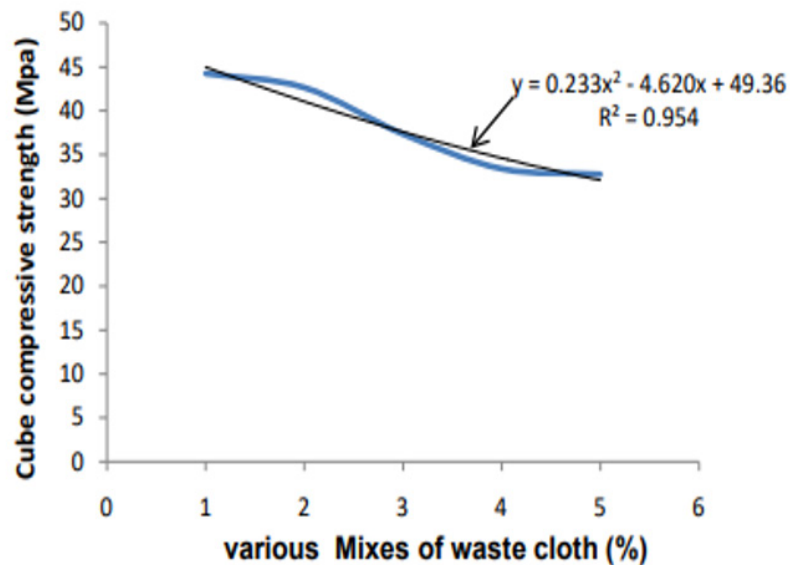 Cube compressive strength (Mpa)
50
45
40
35
30
25
20
15
10
5
0
y = 0.233x² - 4.620x + 49.36
R² = 0.954
0 1 2 3 4 5 6
various Mixes of waste cloth (%)